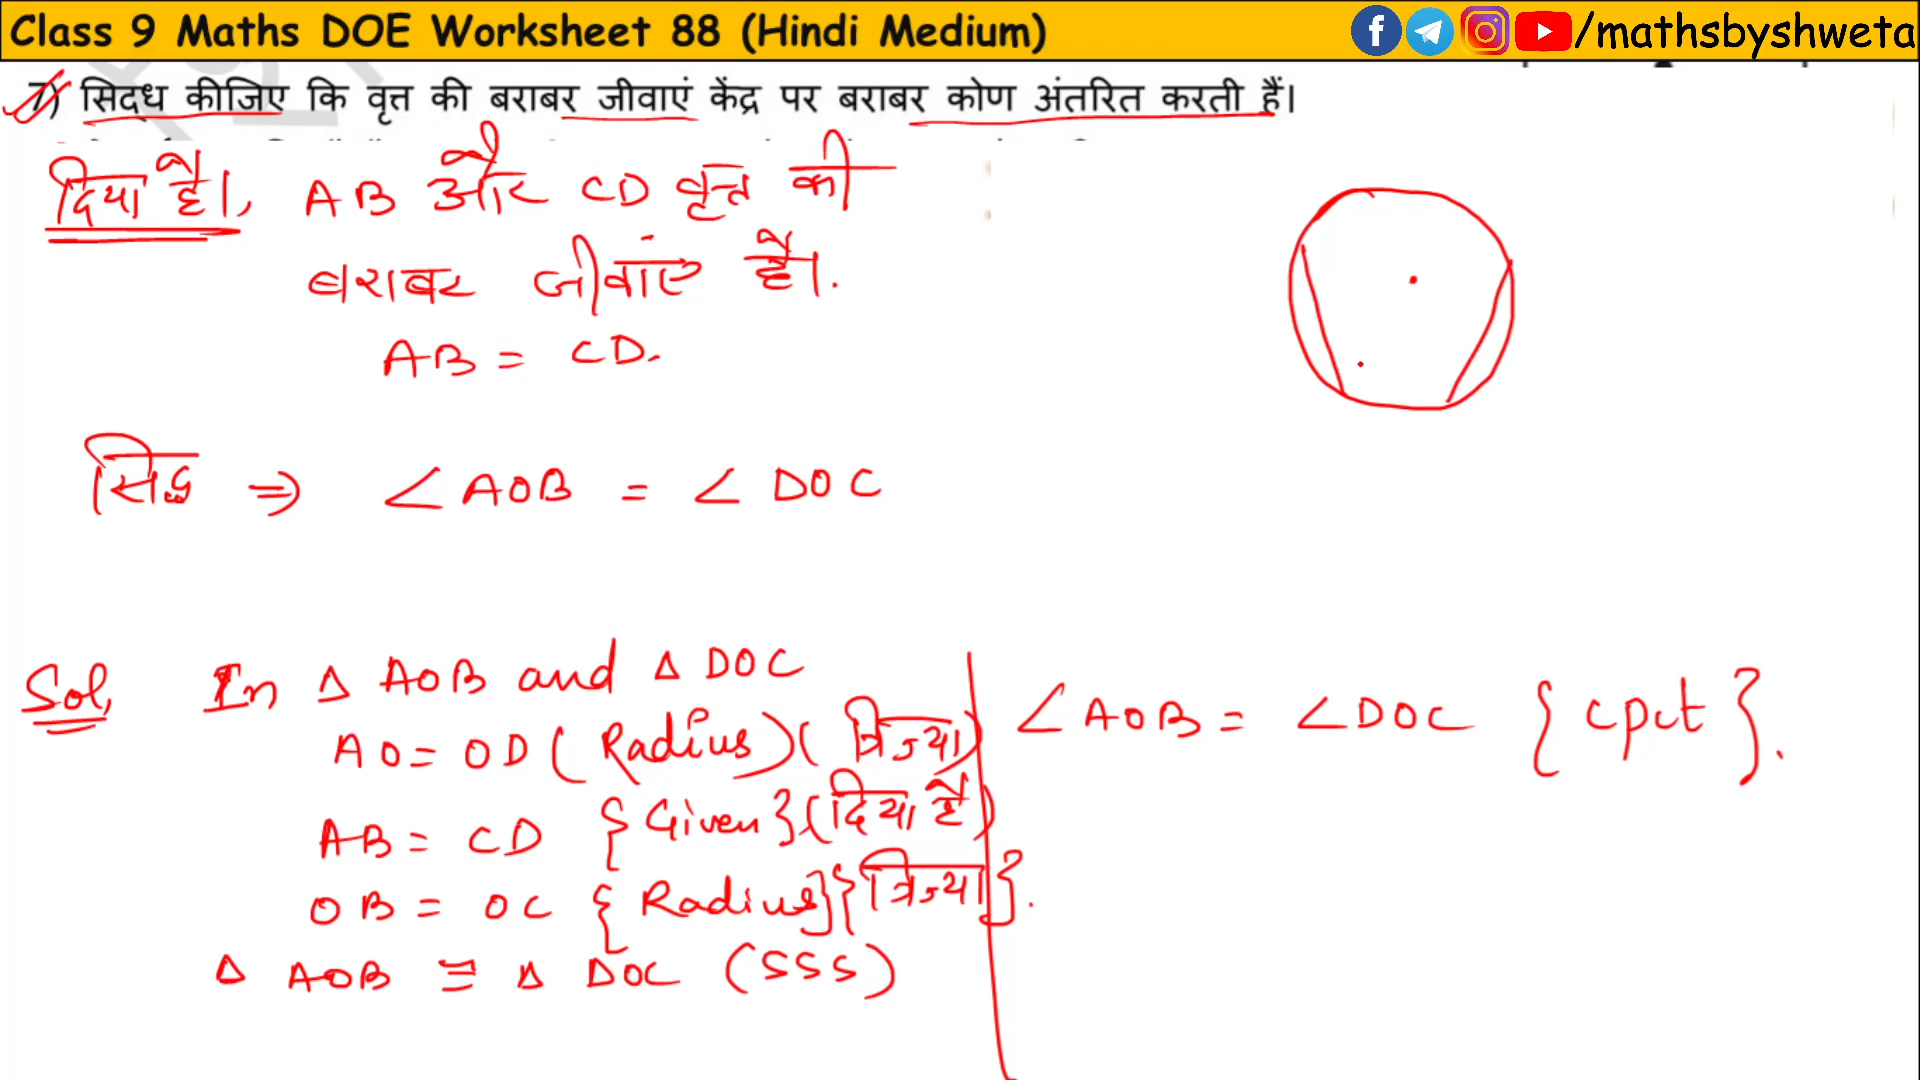 Class 9 Maths DOE Worksheet 88 (Hindi Medium) /mathsbyshweta
7) सिद्ध कीजिए कि वृत्त की बराबर जीवाएं केंद्र पर बराबर कोण अंतरित करती हैं।
दिया है।, AB और CD वृत्त की
बराबर जीवाएं है।.
AB = CD.
सिद्ध ⇒ ∠AOB = ∠DOC
Sol, In Δ AOB and Δ DOC
AO = OD (Radius) (त्रिज्या)
AB = CD {Given} (दिया है)
OB = OC {Radius} {त्रिज्या}.
Δ AOB ≅ Δ DOC (SSS)
∠AOB = ∠DOC {cpct}.